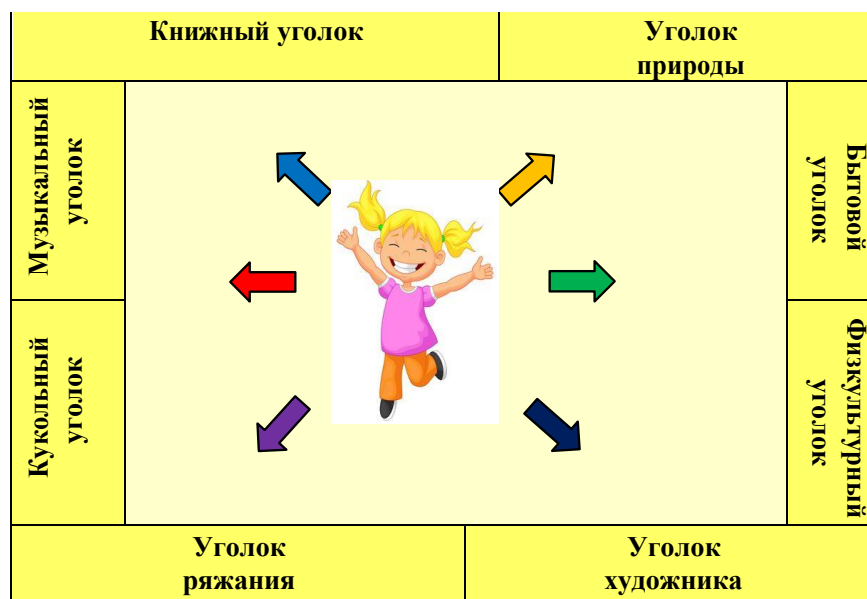 Книжный уголок
Уголок
природы
Музыкальный
уголок
Бытовой
уголок
Кукольный
уголок
Физкультурный
уголок
Уголок
ряжания
Уголок
художника